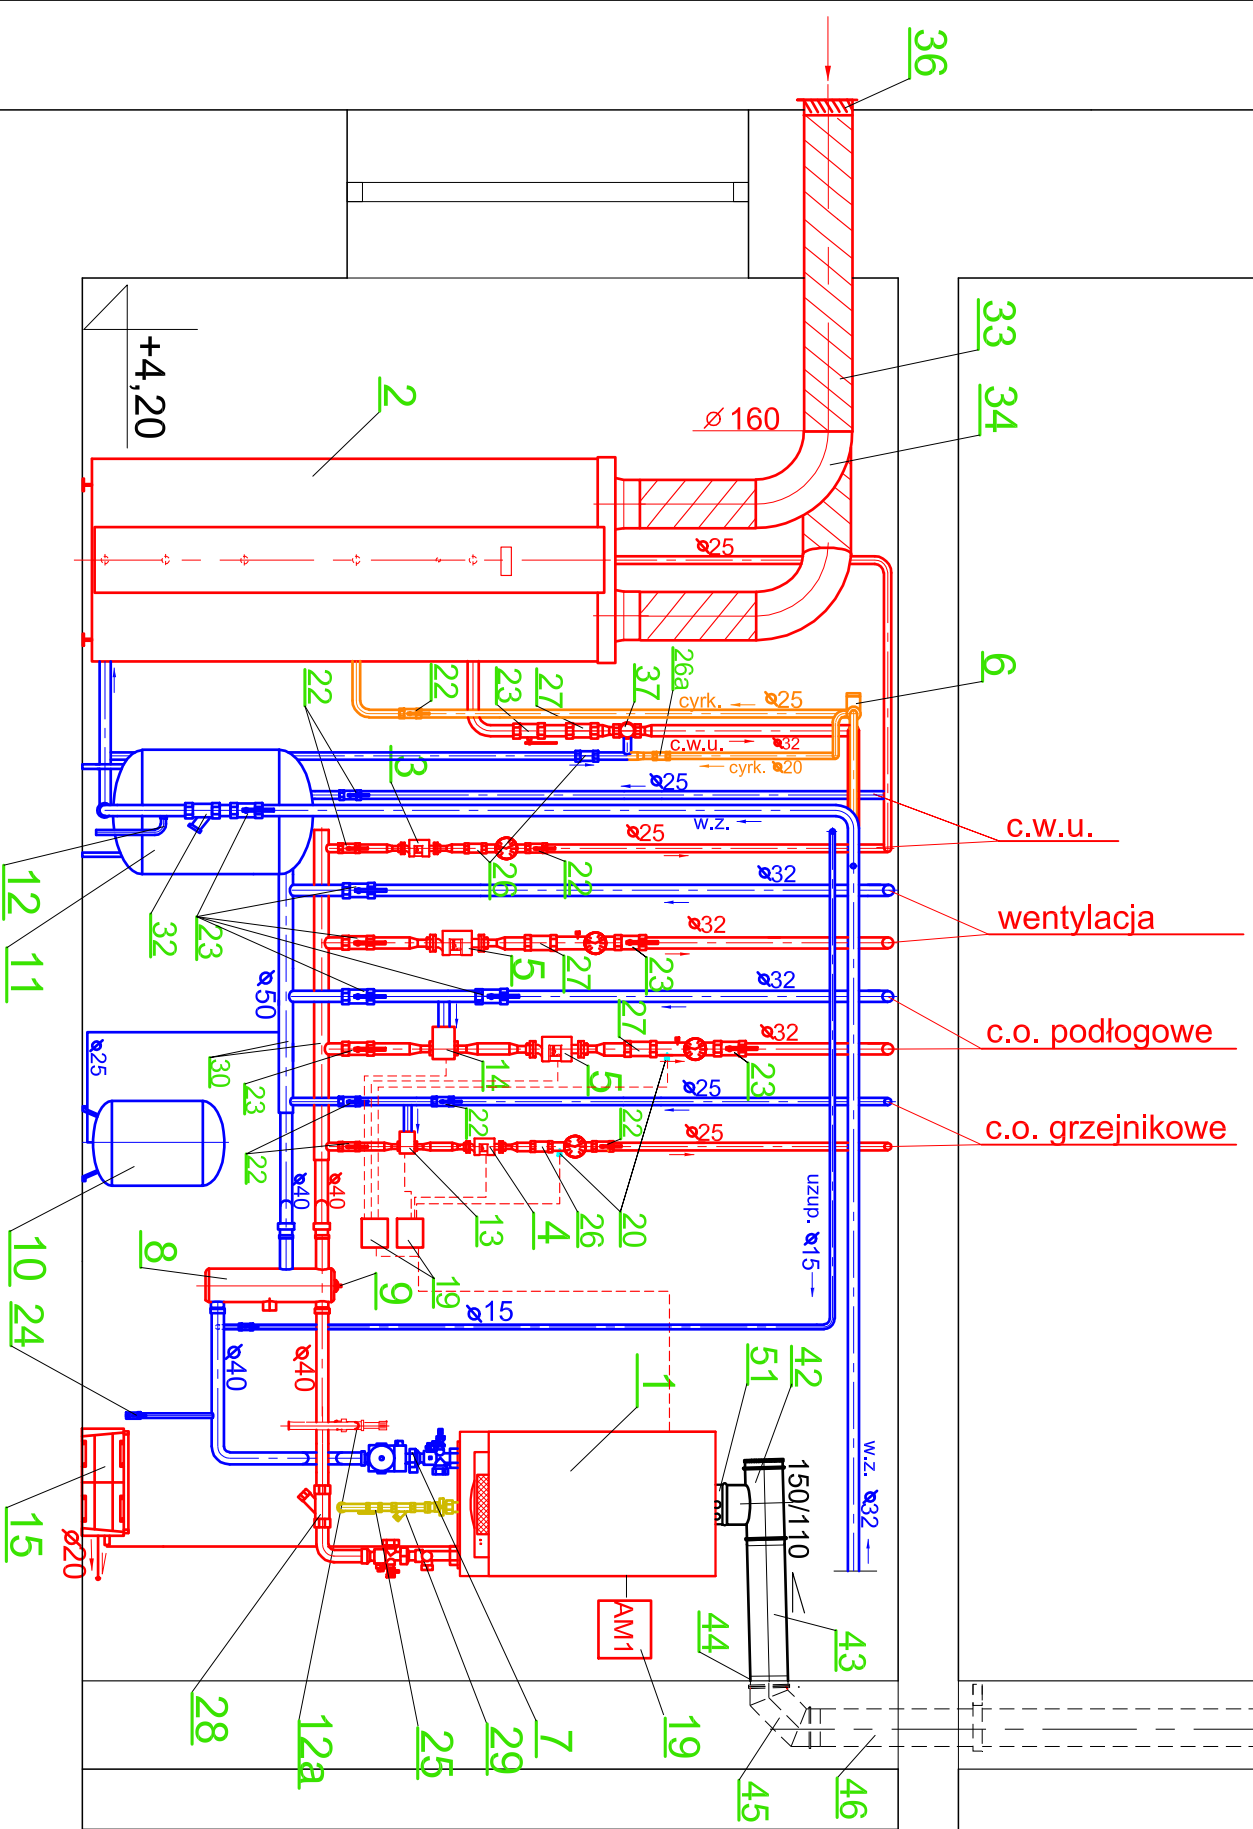 36
33
34
Ø 160
2
+4,20
Ø25
6
26a
37
27
23
22
22
cyrk.
Ø25
c.w.u.
Ø32
cyrk.
Ø20
3
Ø25
w.z.
Ø25
c.w.u.
26
22
12
11
32
23
Ø32
wentylacja
Ø32
5
27
23
Ø50
Ø32
c.o. podłogowe
27
Ø32
Ø25
30
23
14
5
23
Ø25
c.o. grzejnikowe
22
22
Ø25
22
Ø40
Ø40
13
4
26
20
uzup. Ø15
8
9
19
10
24
Ø15
Ø40
Ø40
1
51
42
w.z. Ø32
150/110
15
Ø20
AM1
44
43
28
12a
25
29
7
19
45
46